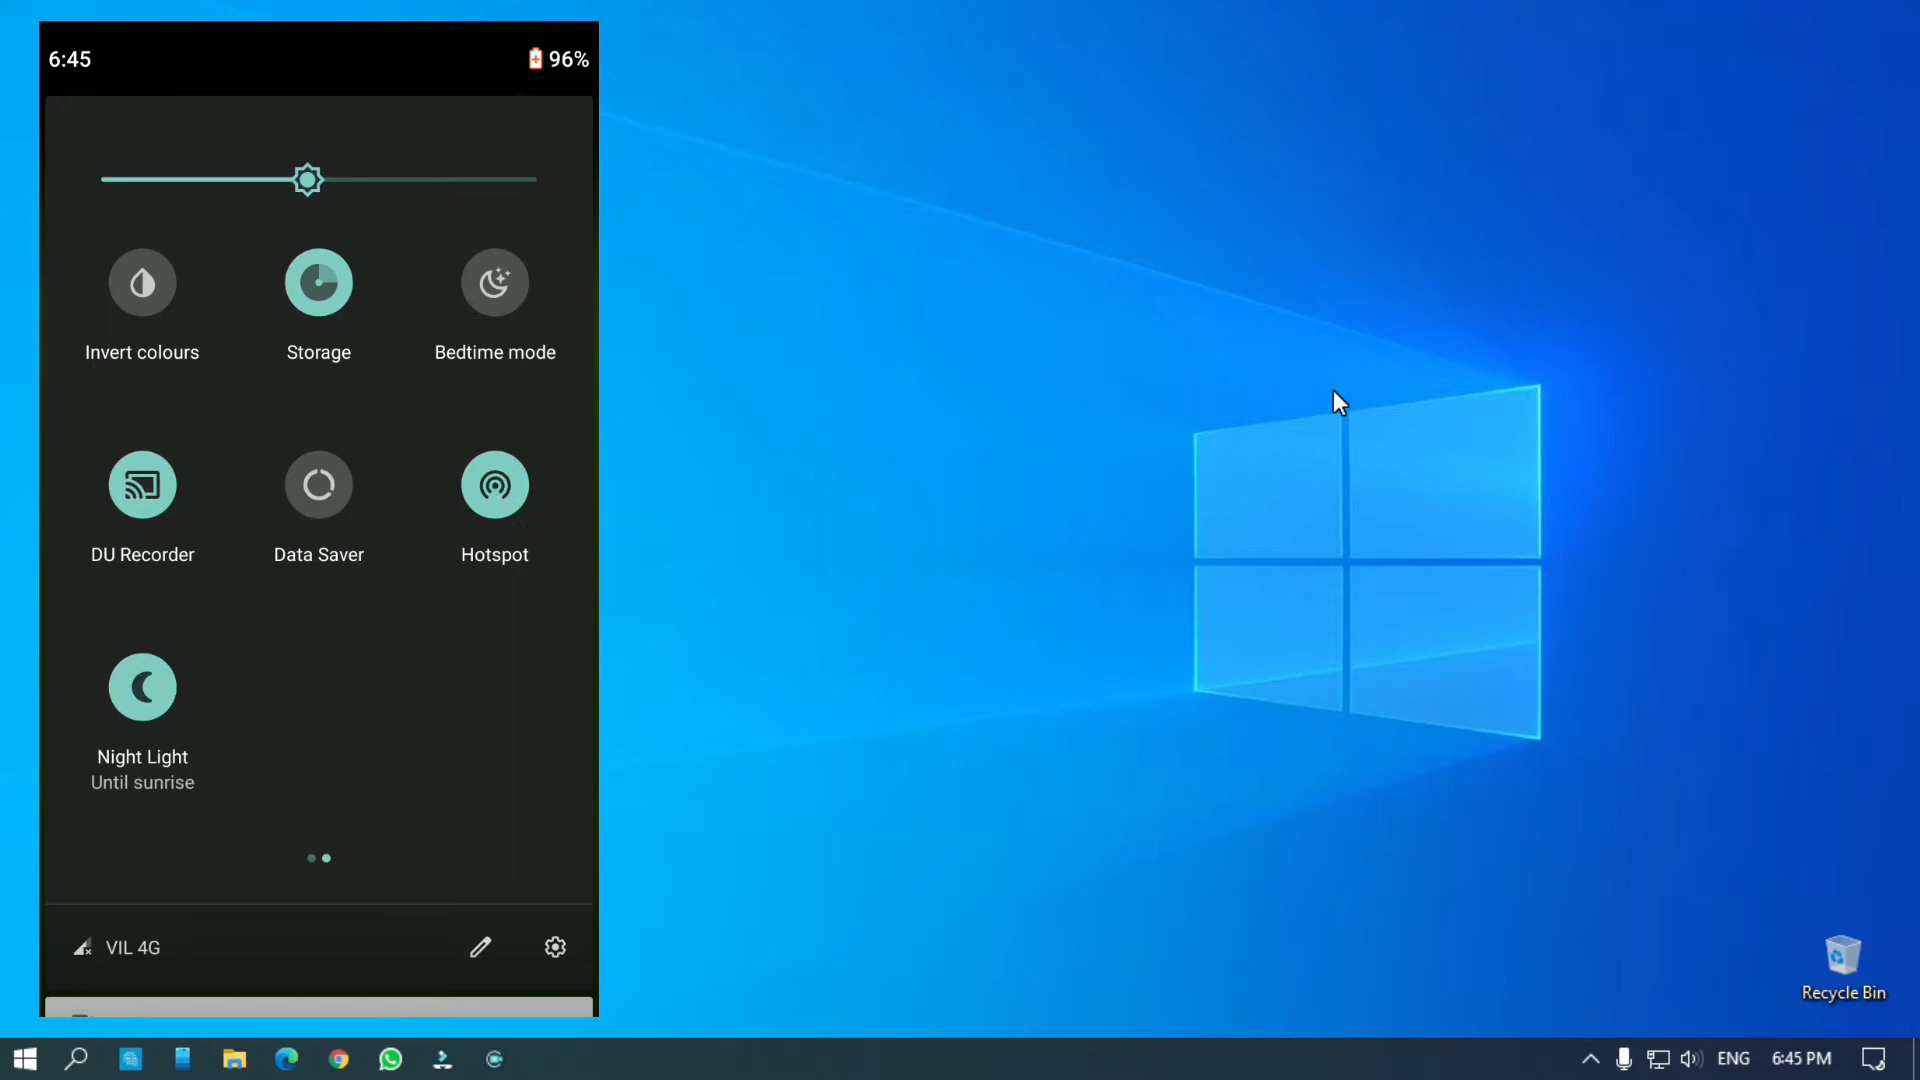 6:45
96%
Invert colours
Storage
Bedtime mode
DU Recorder
Data Saver
Hotspot
Night Light
Until sunrise
VIL 4G
Recycle Bin
ENG
6:45 PM